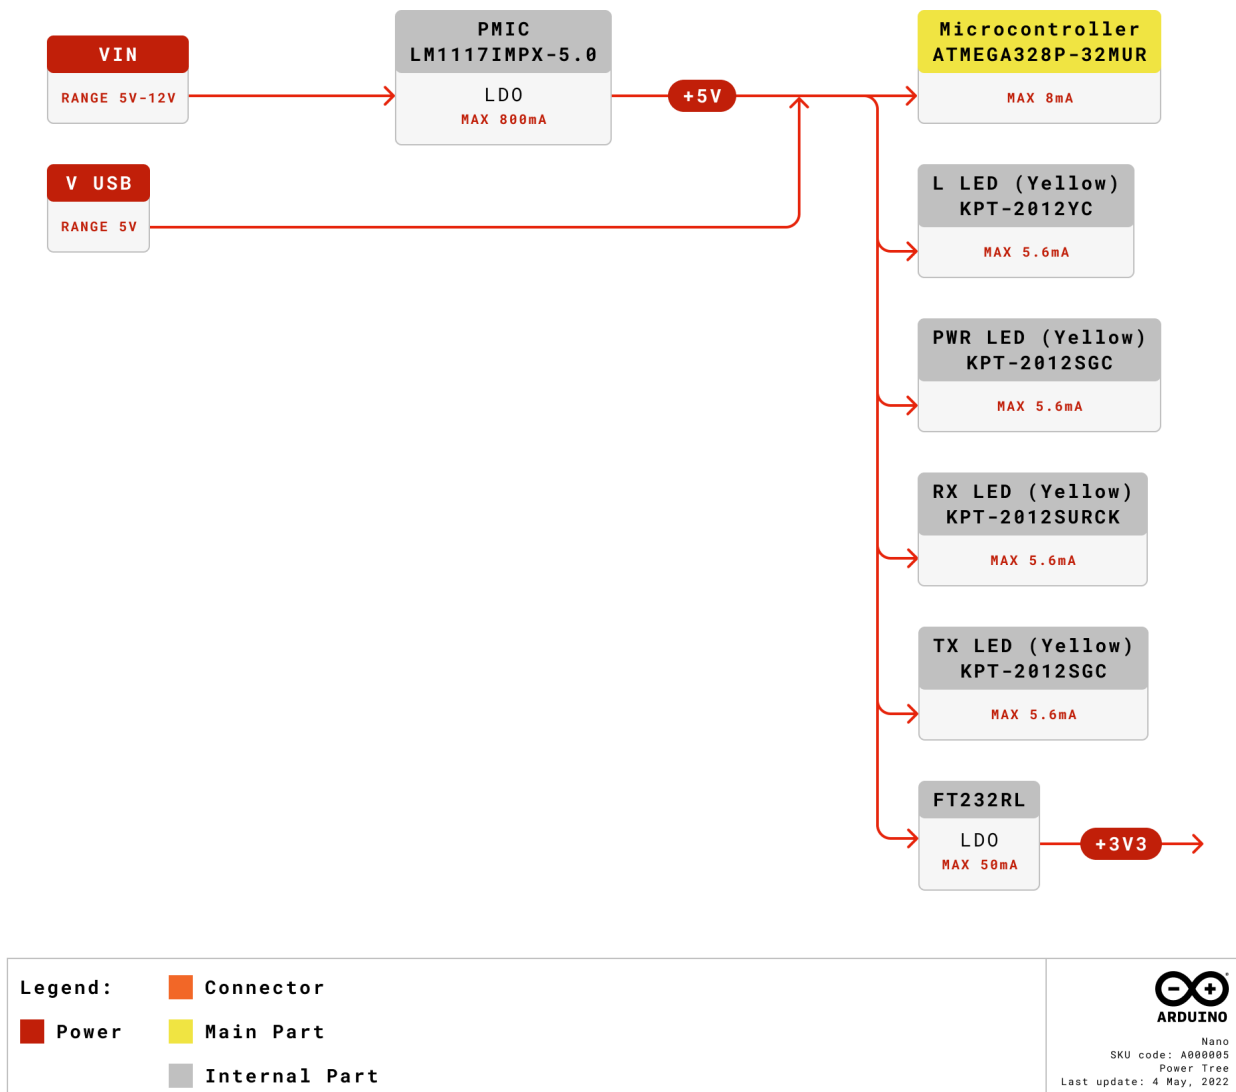 VIN
RANGE 5V-12V
PMIC
LM1117IMPX-5.0
LDO
MAX 800mA
+5V
Microcontroller
ATMEGA328P-32MUR
MAX 8mA
V USB
RANGE 5V
L LED (Yellow)
KPT-2012YC
MAX 5.6mA
PWR LED (Yellow)
KPT-2012SGC
MAX 5.6mA
RX LED (Yellow)
KPT-2012SURCK
MAX 5.6mA
TX LED (Yellow)
KPT-2012SGC
MAX 5.6mA
FT232RL
LDO
MAX 50mA
+3V3
Legend:
Power
Connector
Main Part
Internal Part
ARDUINO
Nano
SKU code: A000005
Power Tree
Last update: 4 May, 2022